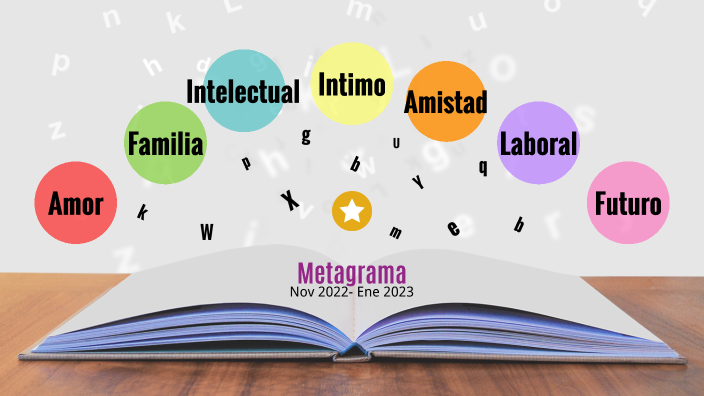 Intimo
Intelectual
Amistad
Familia
Laboral
Amor
Futuro
g
U
p
b
q
y
k
X
W
m
e
b
Metagrama
Nov 2022- Ene 2023